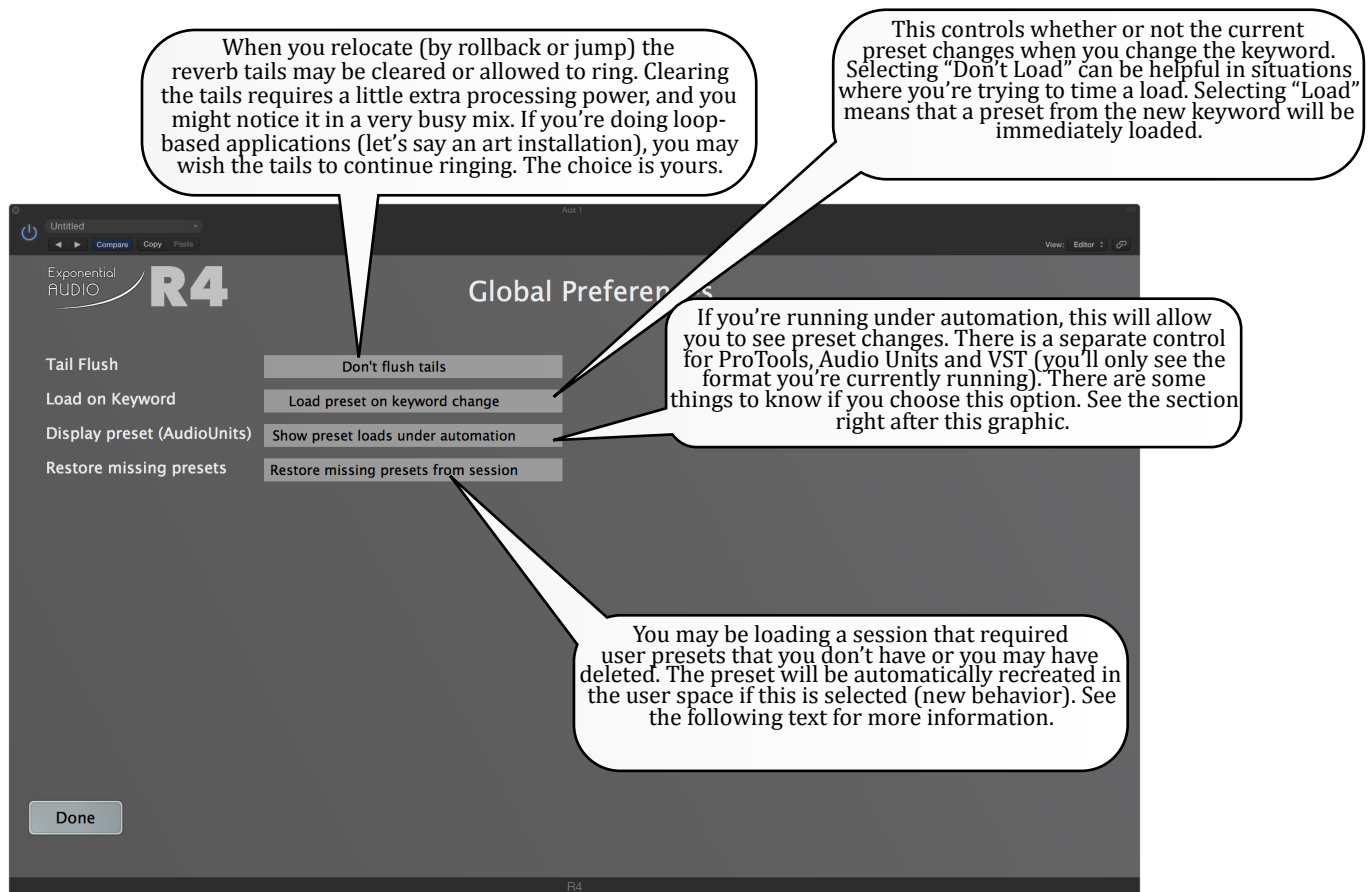 When you relocate (by rollback or jump) the
reverb tails may be cleared or allowed to ring. Clearing
the tails requires a little extra processing power, and you
might notice it in a very busy mix. If you’re doing loop-
based applications (let’s say an art installation), you may
wish the tails to continue ringing. The choice is yours.
This controls whether or not the current
preset changes when you change the keyword.
Selecting “Don’t Load” can be helpful in situations
where you’re trying to time a load. Selecting “Load”
means that a preset from the new keyword will be
immediately loaded.
Aux 1
Untitled
Compare Copy Paste
View: Editor
Exponential
AUDIO
R4
Global Preferences
If you’re running under automation, this will allow
you to see preset changes. There is a separate control
for ProTools, Audio Units and VST (you’ll only see the
format you’re currently running). There are some
things to know if you choose this option. See the section
right after this graphic.
Tail Flush Don't flush tails
Load on Keyword Load preset on keyword change
Display preset (AudioUnits) Show preset loads under automation
Restore missing presets Restore missing presets from session
You may be loading a session that required
user presets that you don’t have or you may have
deleted. The preset will be automatically recreated in
the user space if this is selected (new behavior). See
the following text for more information.
Done
R4